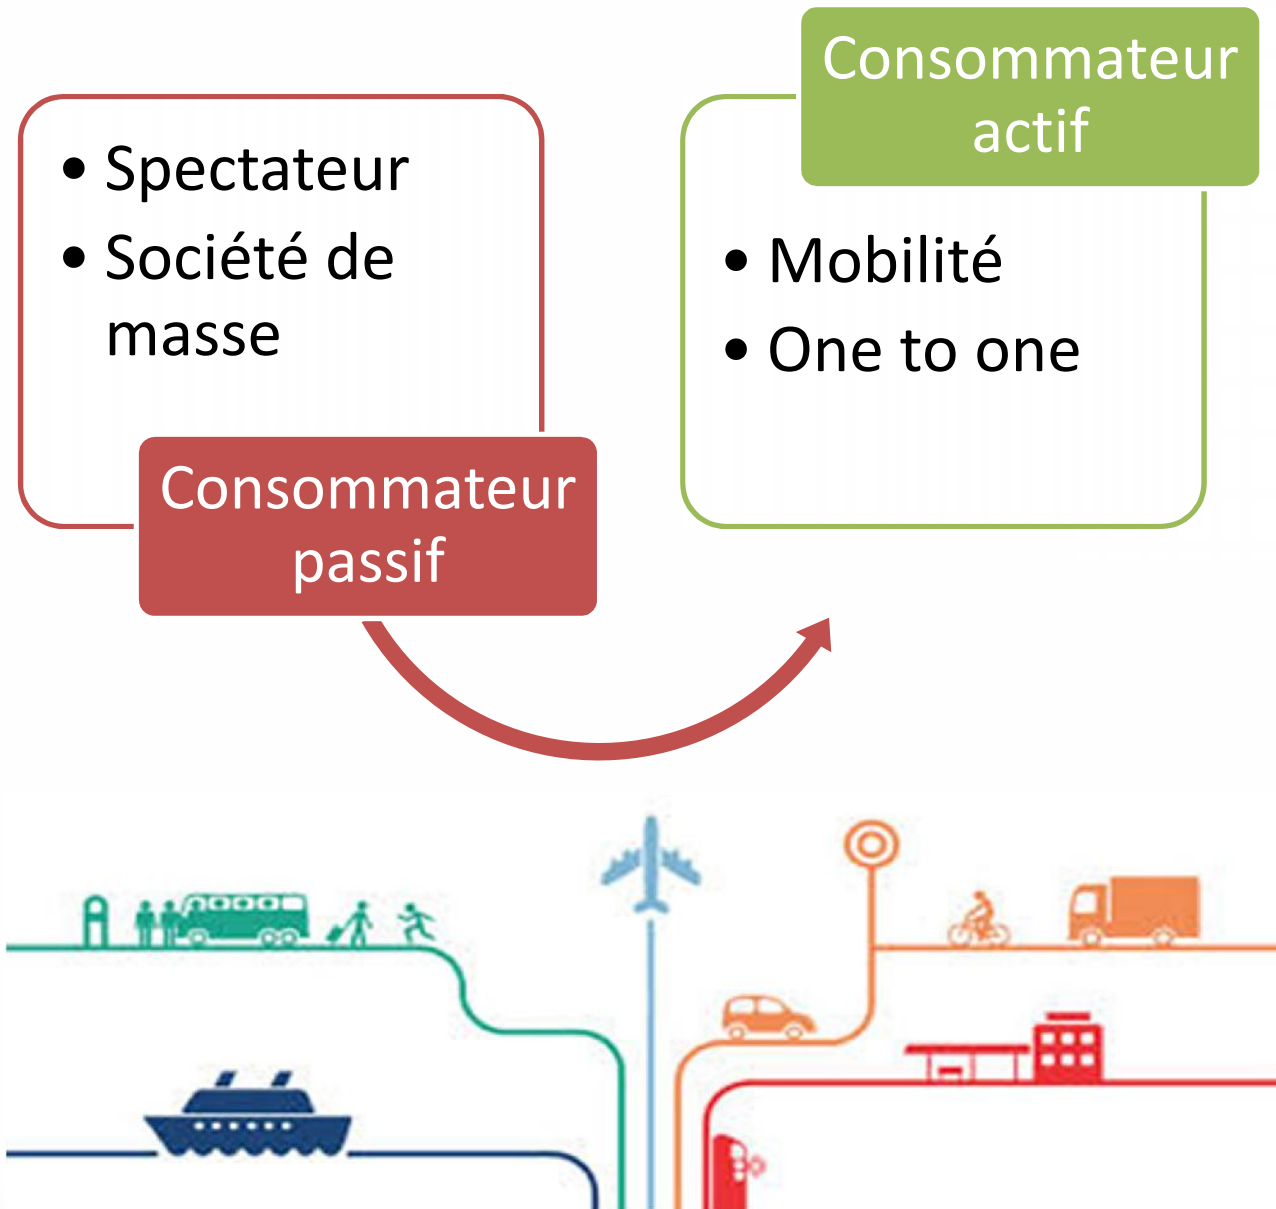 • Spectateur
• Société de
masse
Consommateur
passif
Consommateur
actif
• Mobilité
• One to one